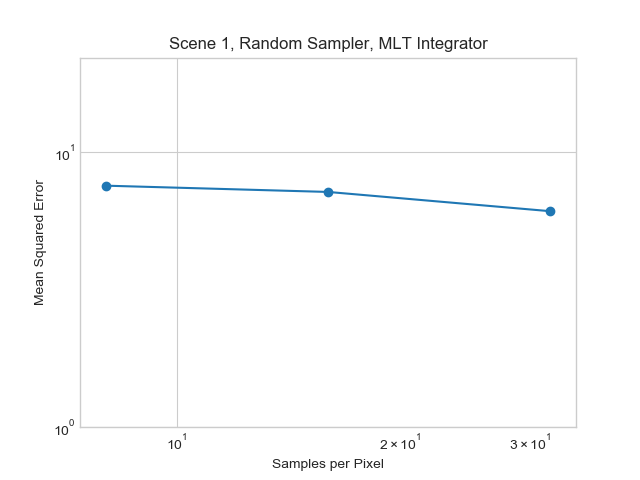 Scene 1, Random Sampler, MLT Integrator
Mean Squared Error
10¹
10⁰
10¹
2 × 10¹
3 × 10¹
Samples per Pixel